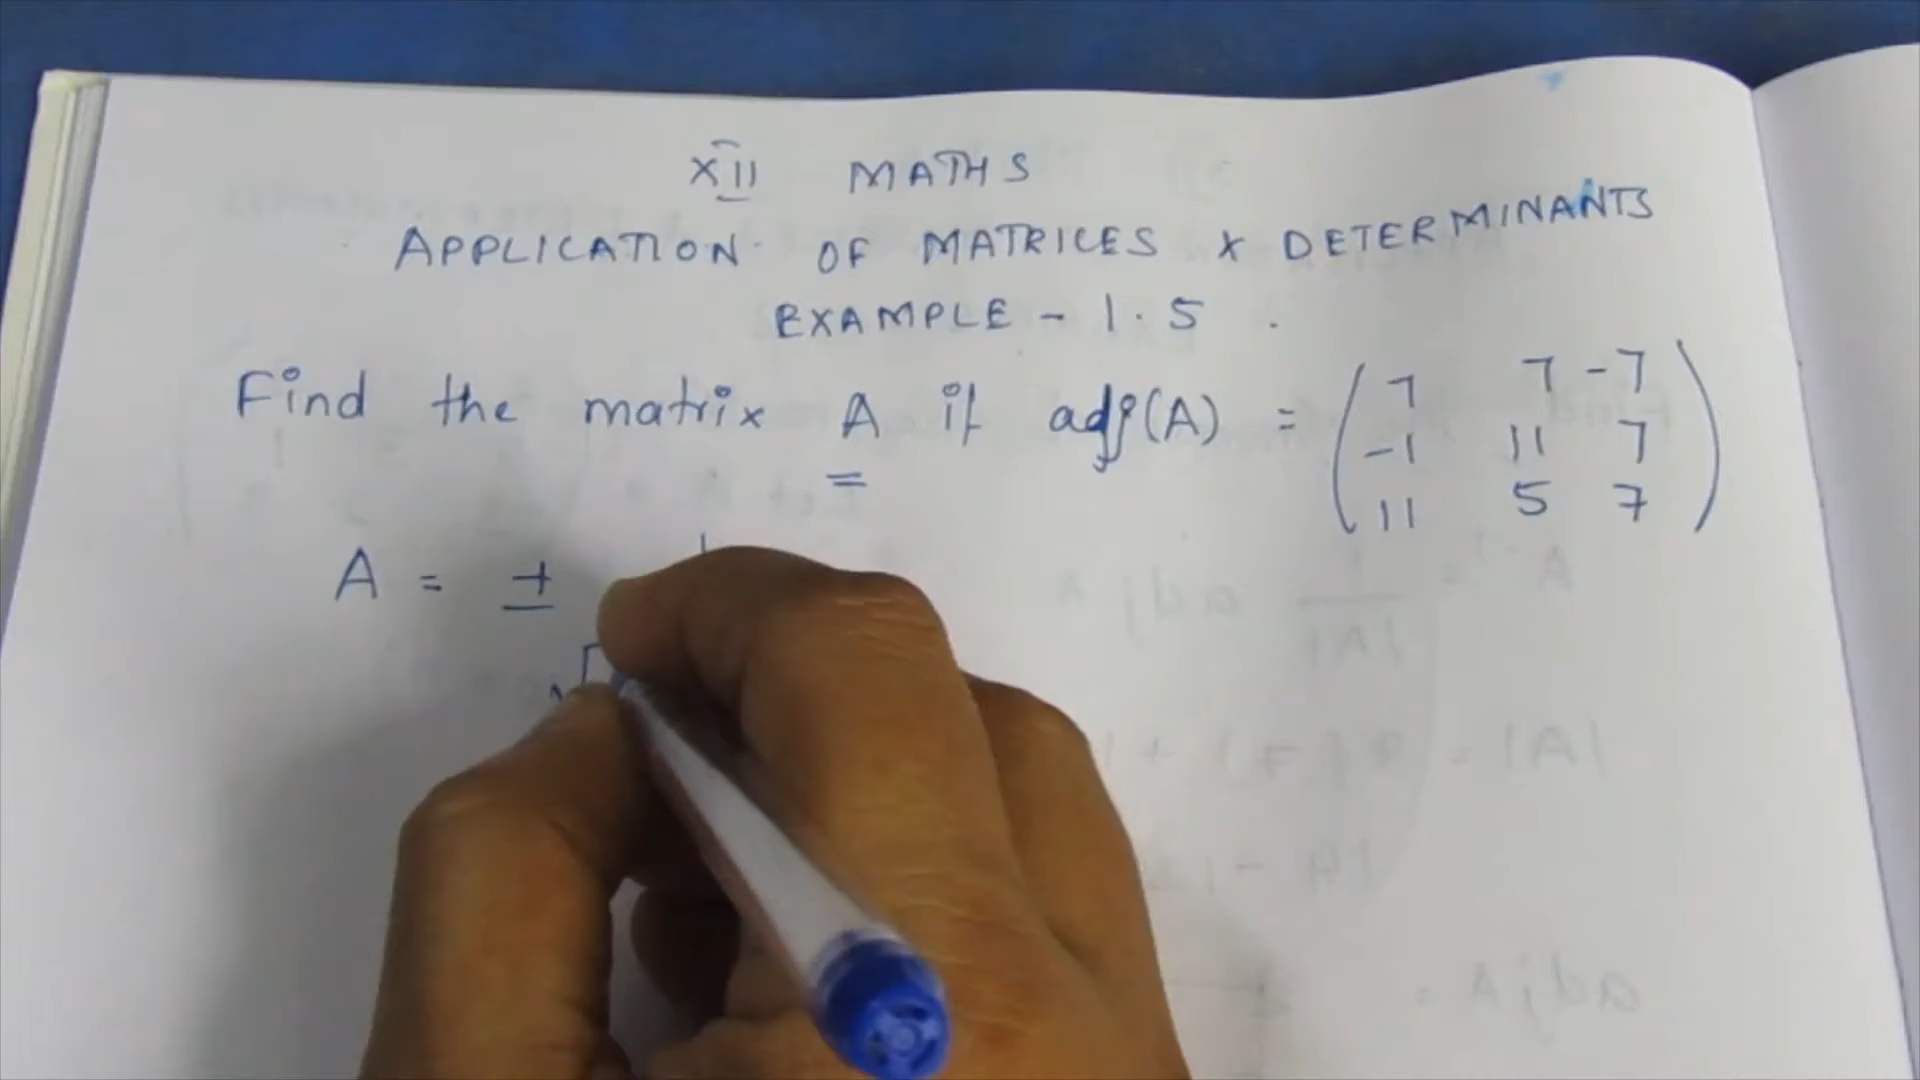 XII MATHS
APPLICATION OF MATRICES & DETERMINANTS
EXAMPLE - 1.5
Find the matrix A if adj(A) = ( 7 7 -7
-1 11 7
11 5 7 )
A = ±